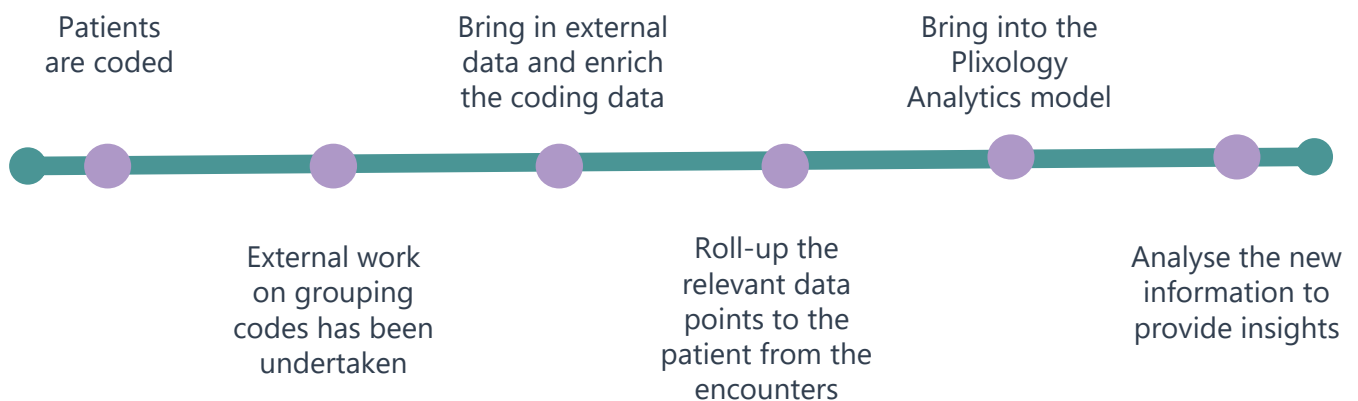 Patients
are coded
External work
on grouping
codes has been
undertaken
Bring in external
data and enrich
the coding data
Roll-up the
relevant data
points to the
patient from the
encounters
Bring into the
Plixology
Analytics model
Analyse the new
information to
provide insights